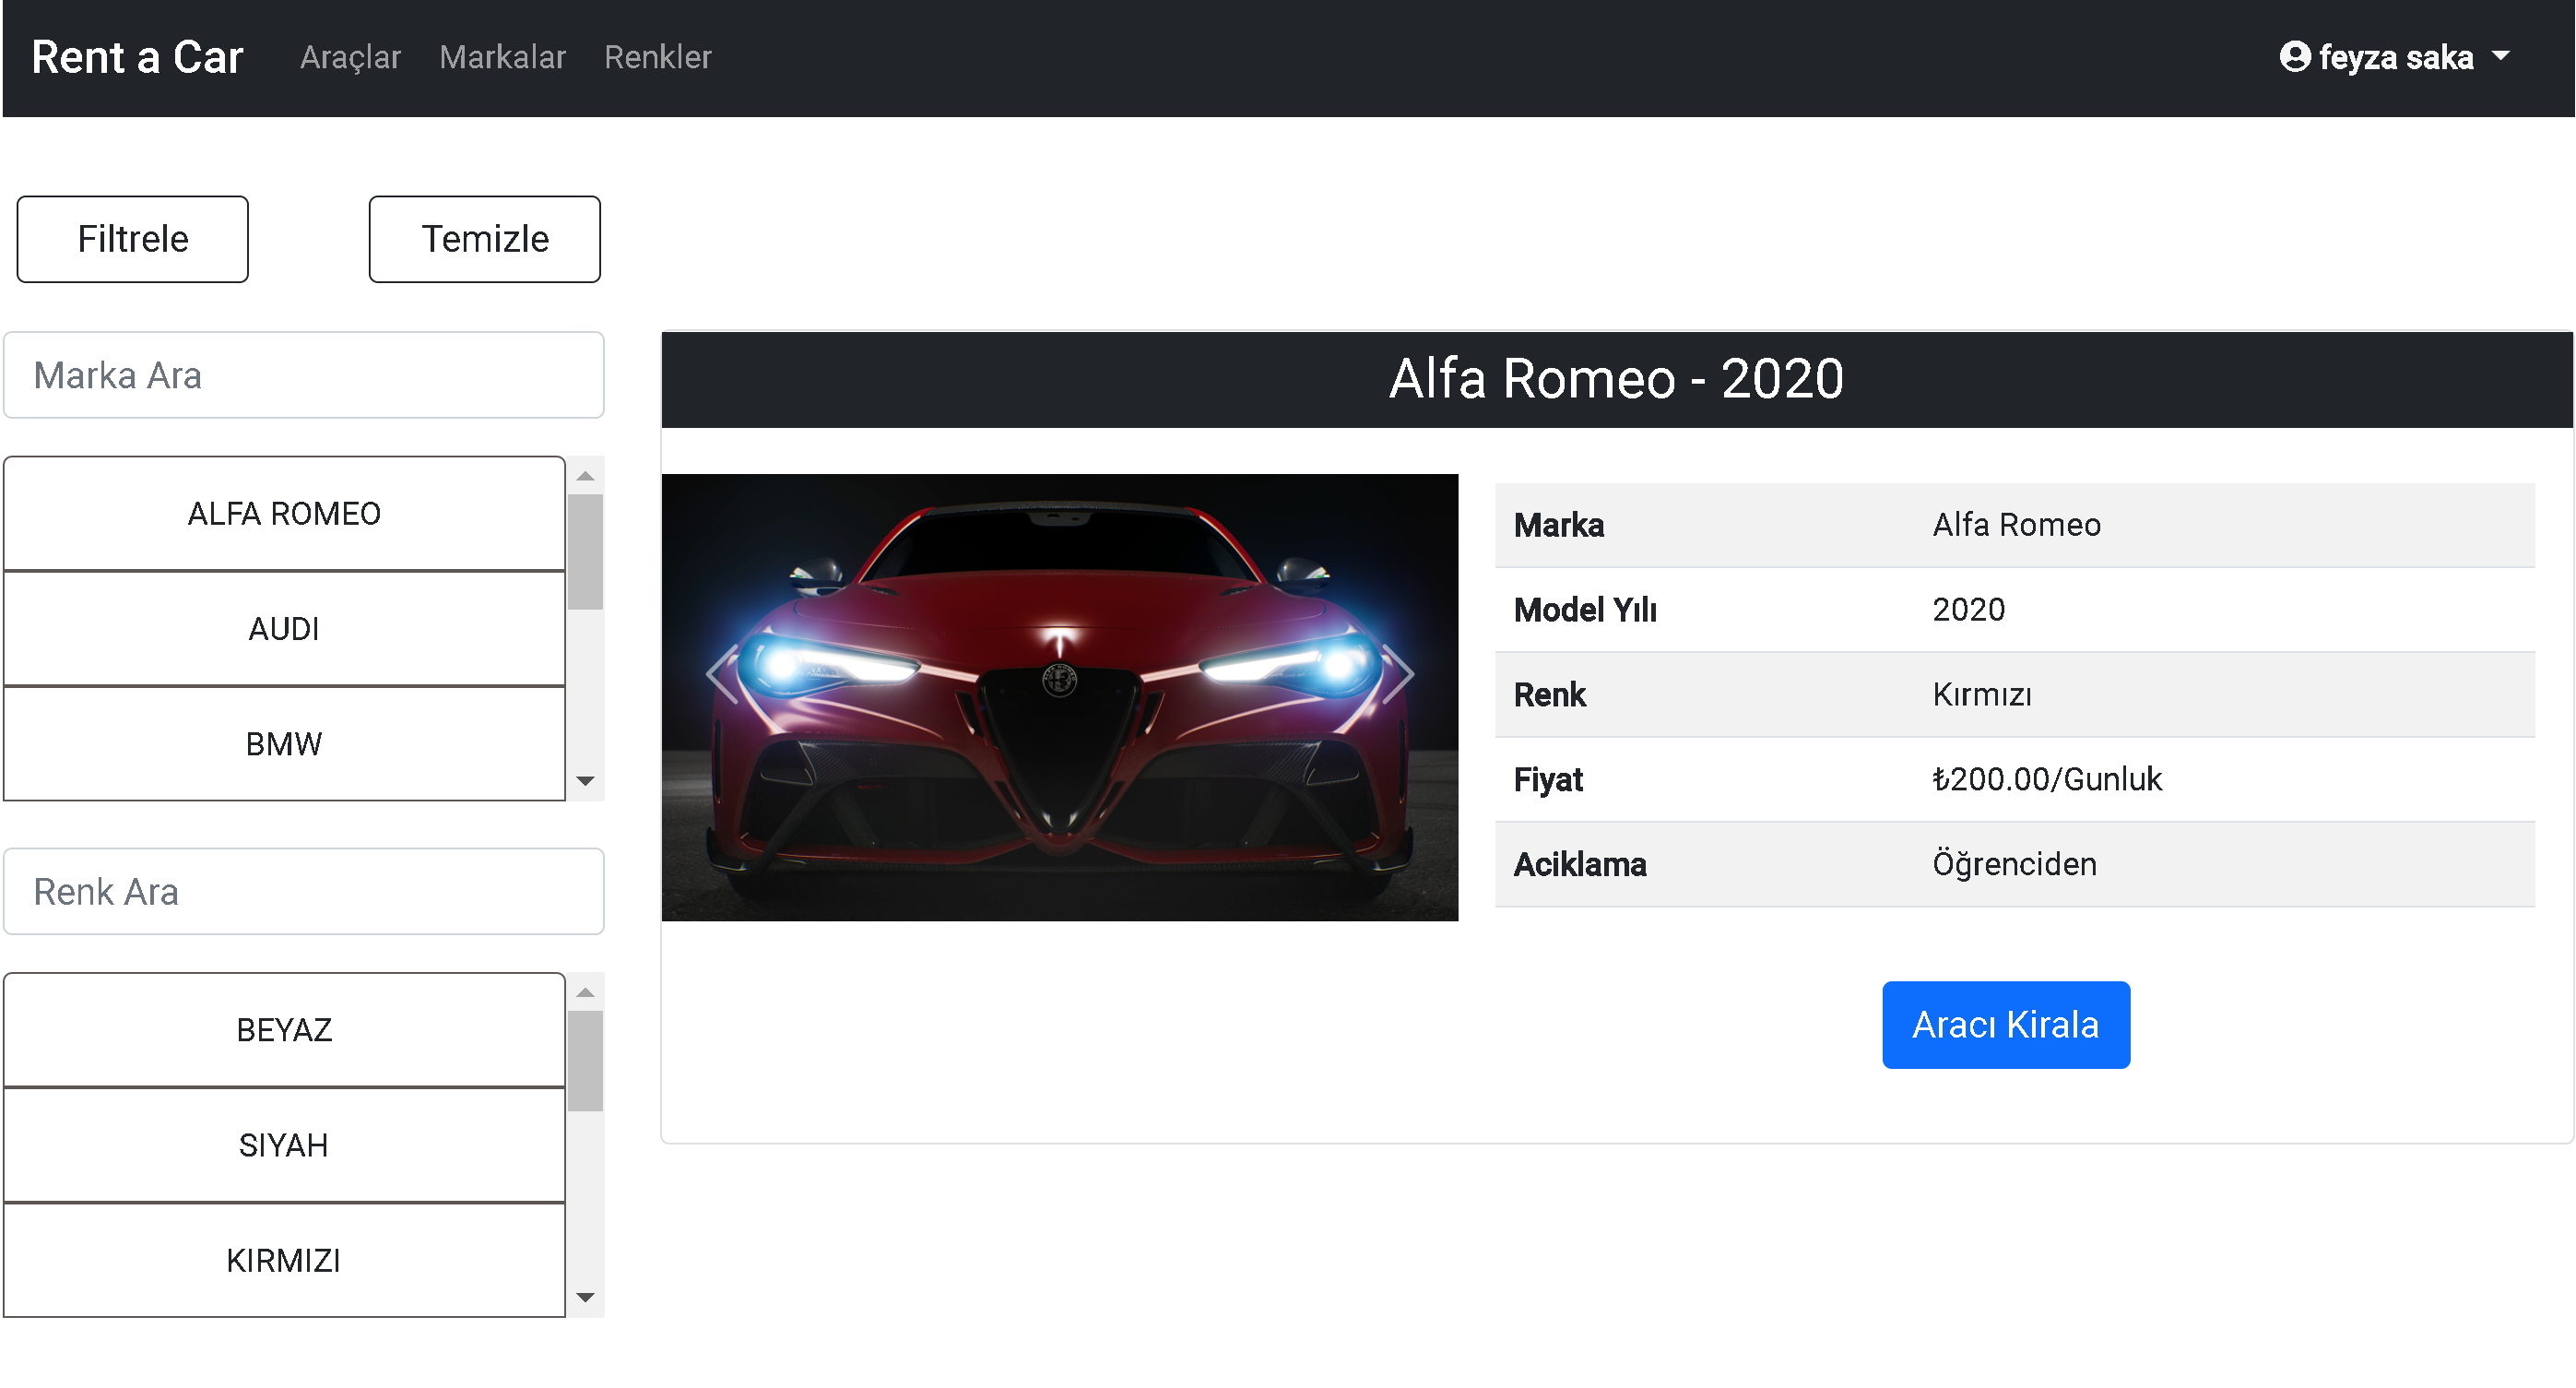 Rent a Car Araçlar Markalar Renkler feyza saka
Filtrele Temizle
Marka Ara
ALFA ROMEO
AUDI
BMW
Renk Ara
BEYAZ
SIYAH
KIRMIZI
Alfa Romeo - 2020
Marka Alfa Romeo
Model Yılı 2020
Renk Kırmızı
Fiyat ₺200.00/Gunluk
Aciklama Öğrenciden
Aracı Kirala